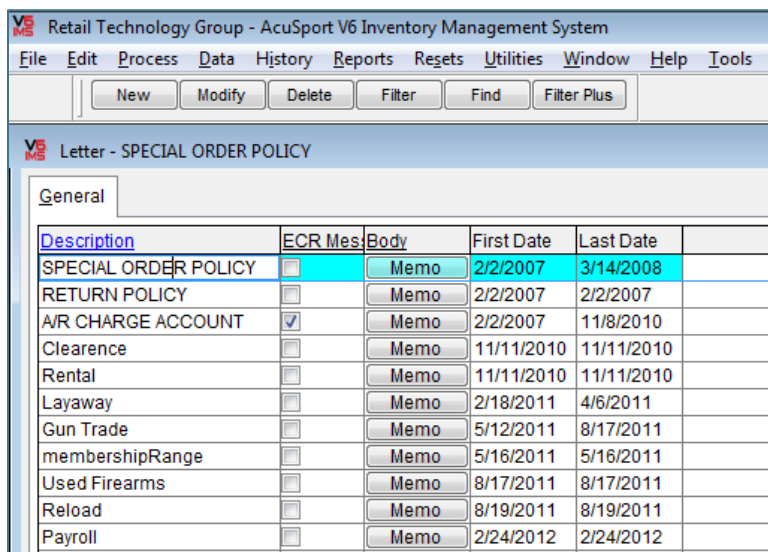 V6 IMS Retail Technology Group - AcuSport V6 Inventory Management System
File Edit Process Data History Reports Resets Utilities Window Help Tools
New Modify Delete Filter Find Filter Plus
V6 IMS Letter - SPECIAL ORDER POLICY
General
Description ECR Mes Body First Date Last Date
SPECIAL ORDER POLICY Memo 2/2/2007 3/14/2008
RETURN POLICY Memo 2/2/2007 2/2/2007
A/R CHARGE ACCOUNT Memo 2/2/2007 11/8/2010
Clearence Memo 11/11/2010 11/11/2010
Rental Memo 11/11/2010 11/11/2010
Layaway Memo 2/18/2011 4/6/2011
Gun Trade Memo 5/12/2011 8/17/2011
membershipRange Memo 5/16/2011 5/16/2011
Used Firearms Memo 8/17/2011 8/17/2011
Reload Memo 8/19/2011 8/19/2011
Payroll Memo 2/24/2012 2/24/2012